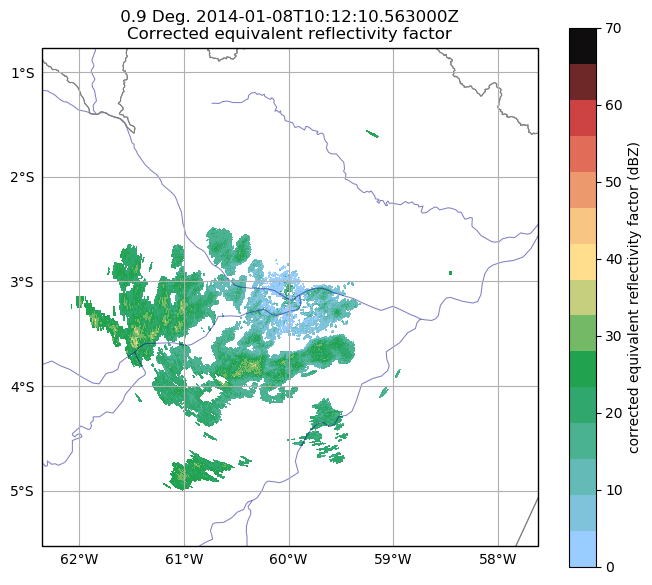 0.9 Deg. 2014-01-08T10:12:10.563000Z
Corrected equivalent reflectivity factor
1°S
2°S
3°S
4°S
5°S
62°W 61°W 60°W 59°W 58°W
70
60
50
40
30
20
10
0
corrected equivalent reflectivity factor (dBZ)